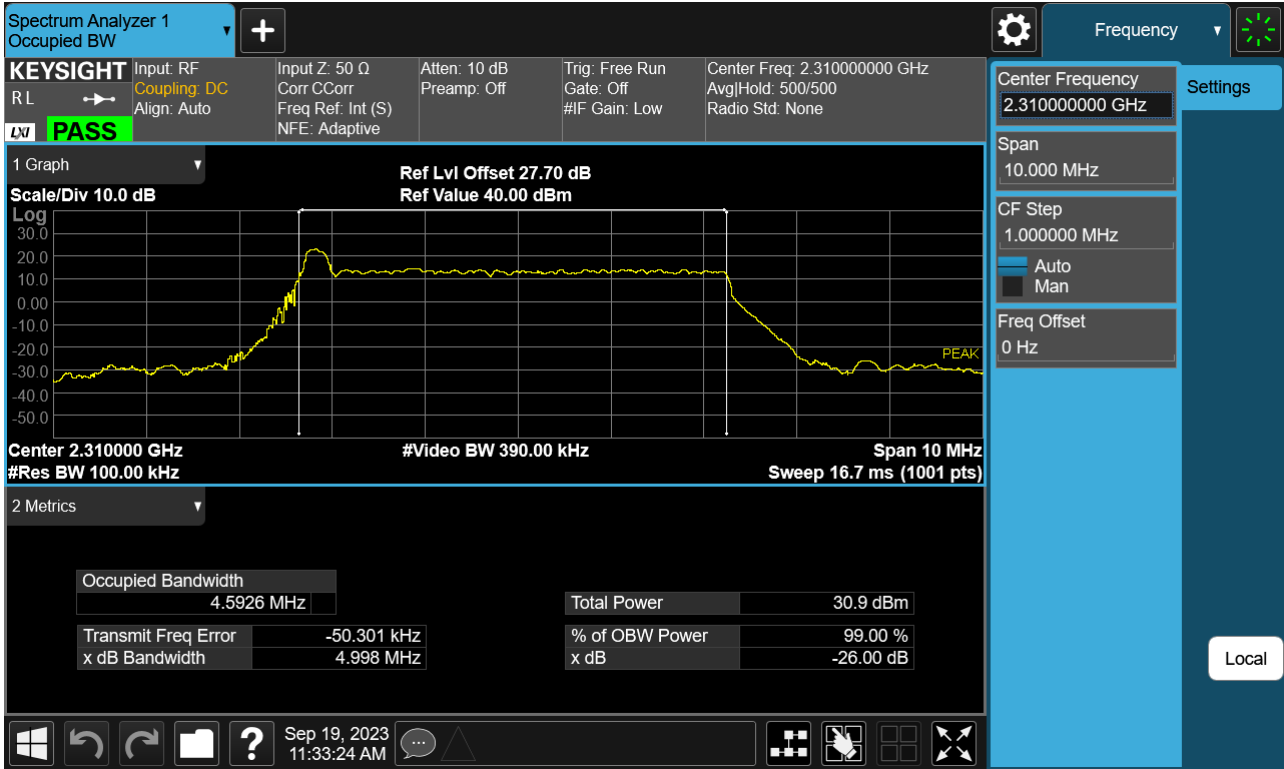 Spectrum Analyzer 1
Occupied BW
Frequency
KEYSIGHT
R L
LXI
PASS
Input: RF
Coupling: DC
Align: Auto
Input Z: 50 Ω
Corr CCorr
Freq Ref: Int (S)
NFE: Adaptive
Atten: 10 dB
Preamp: Off
Trig: Free Run
Gate: Off
#IF Gain: Low
Center Freq: 2.310000000 GHz
Avg|Hold: 500/500
Radio Std: None
Center Frequency
2.310000000 GHz
Settings
Span
10.000 MHz
CF Step
1.000000 MHz
Auto
Man
Freq Offset
0 Hz
Local
1 Graph
Ref Lvl Offset 27.70 dB
Scale/Div 10.0 dB
Ref Value 40.00 dBm
Log
30.0
20.0
10.0
0.00
-10.0
-20.0
-30.0
-40.0
-50.0
PEAK
Center 2.310000 GHz
#Video BW 390.00 kHz
Span 10 MHz
#Res BW 100.00 kHz
Sweep 16.7 ms (1001 pts)
2 Metrics
Occupied Bandwidth
4.5926 MHz
Total Power 30.9 dBm
Transmit Freq Error -50.301 kHz
% of OBW Power 99.00 %
x dB Bandwidth 4.998 MHz
x dB -26.00 dB
?
Sep 19, 2023
11:33:24 AM